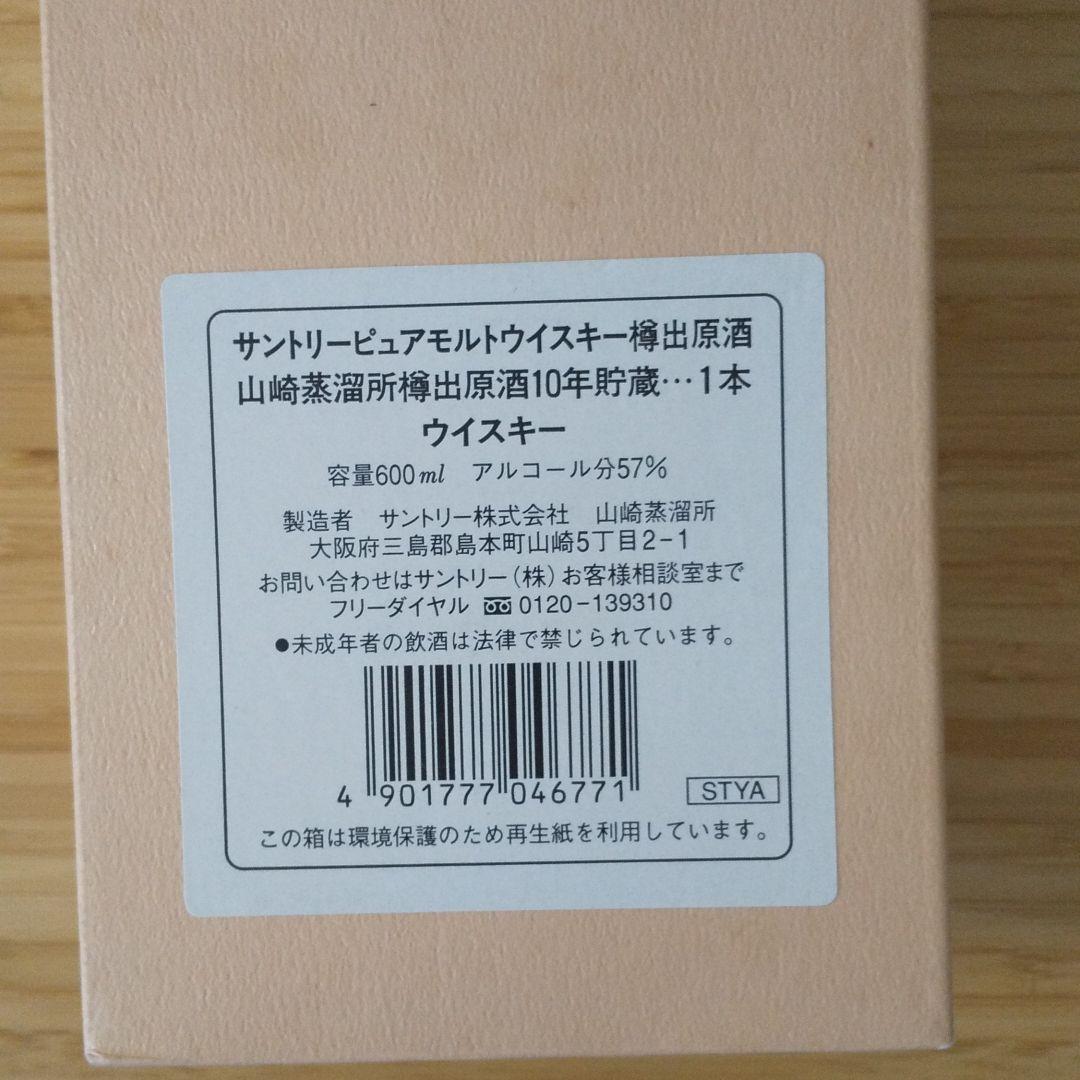 サントリーピュアモルトウイスキー樽出原酒
山崎蒸溜所樽出原酒10年貯蔵…1本
ウイスキー
容量600ml アルコール分57%
製造者 サントリー株式会社 山崎蒸溜所
大阪府三島郡島本町山崎5丁目2-1
お問い合わせはサントリー(株)お客様相談室まで
フリーダイヤル 0120-139310
●未成年者の飲酒は法律で禁じられています。
4 901777 046771
STYA
この箱は環境保護のため再生紙を利用しています。